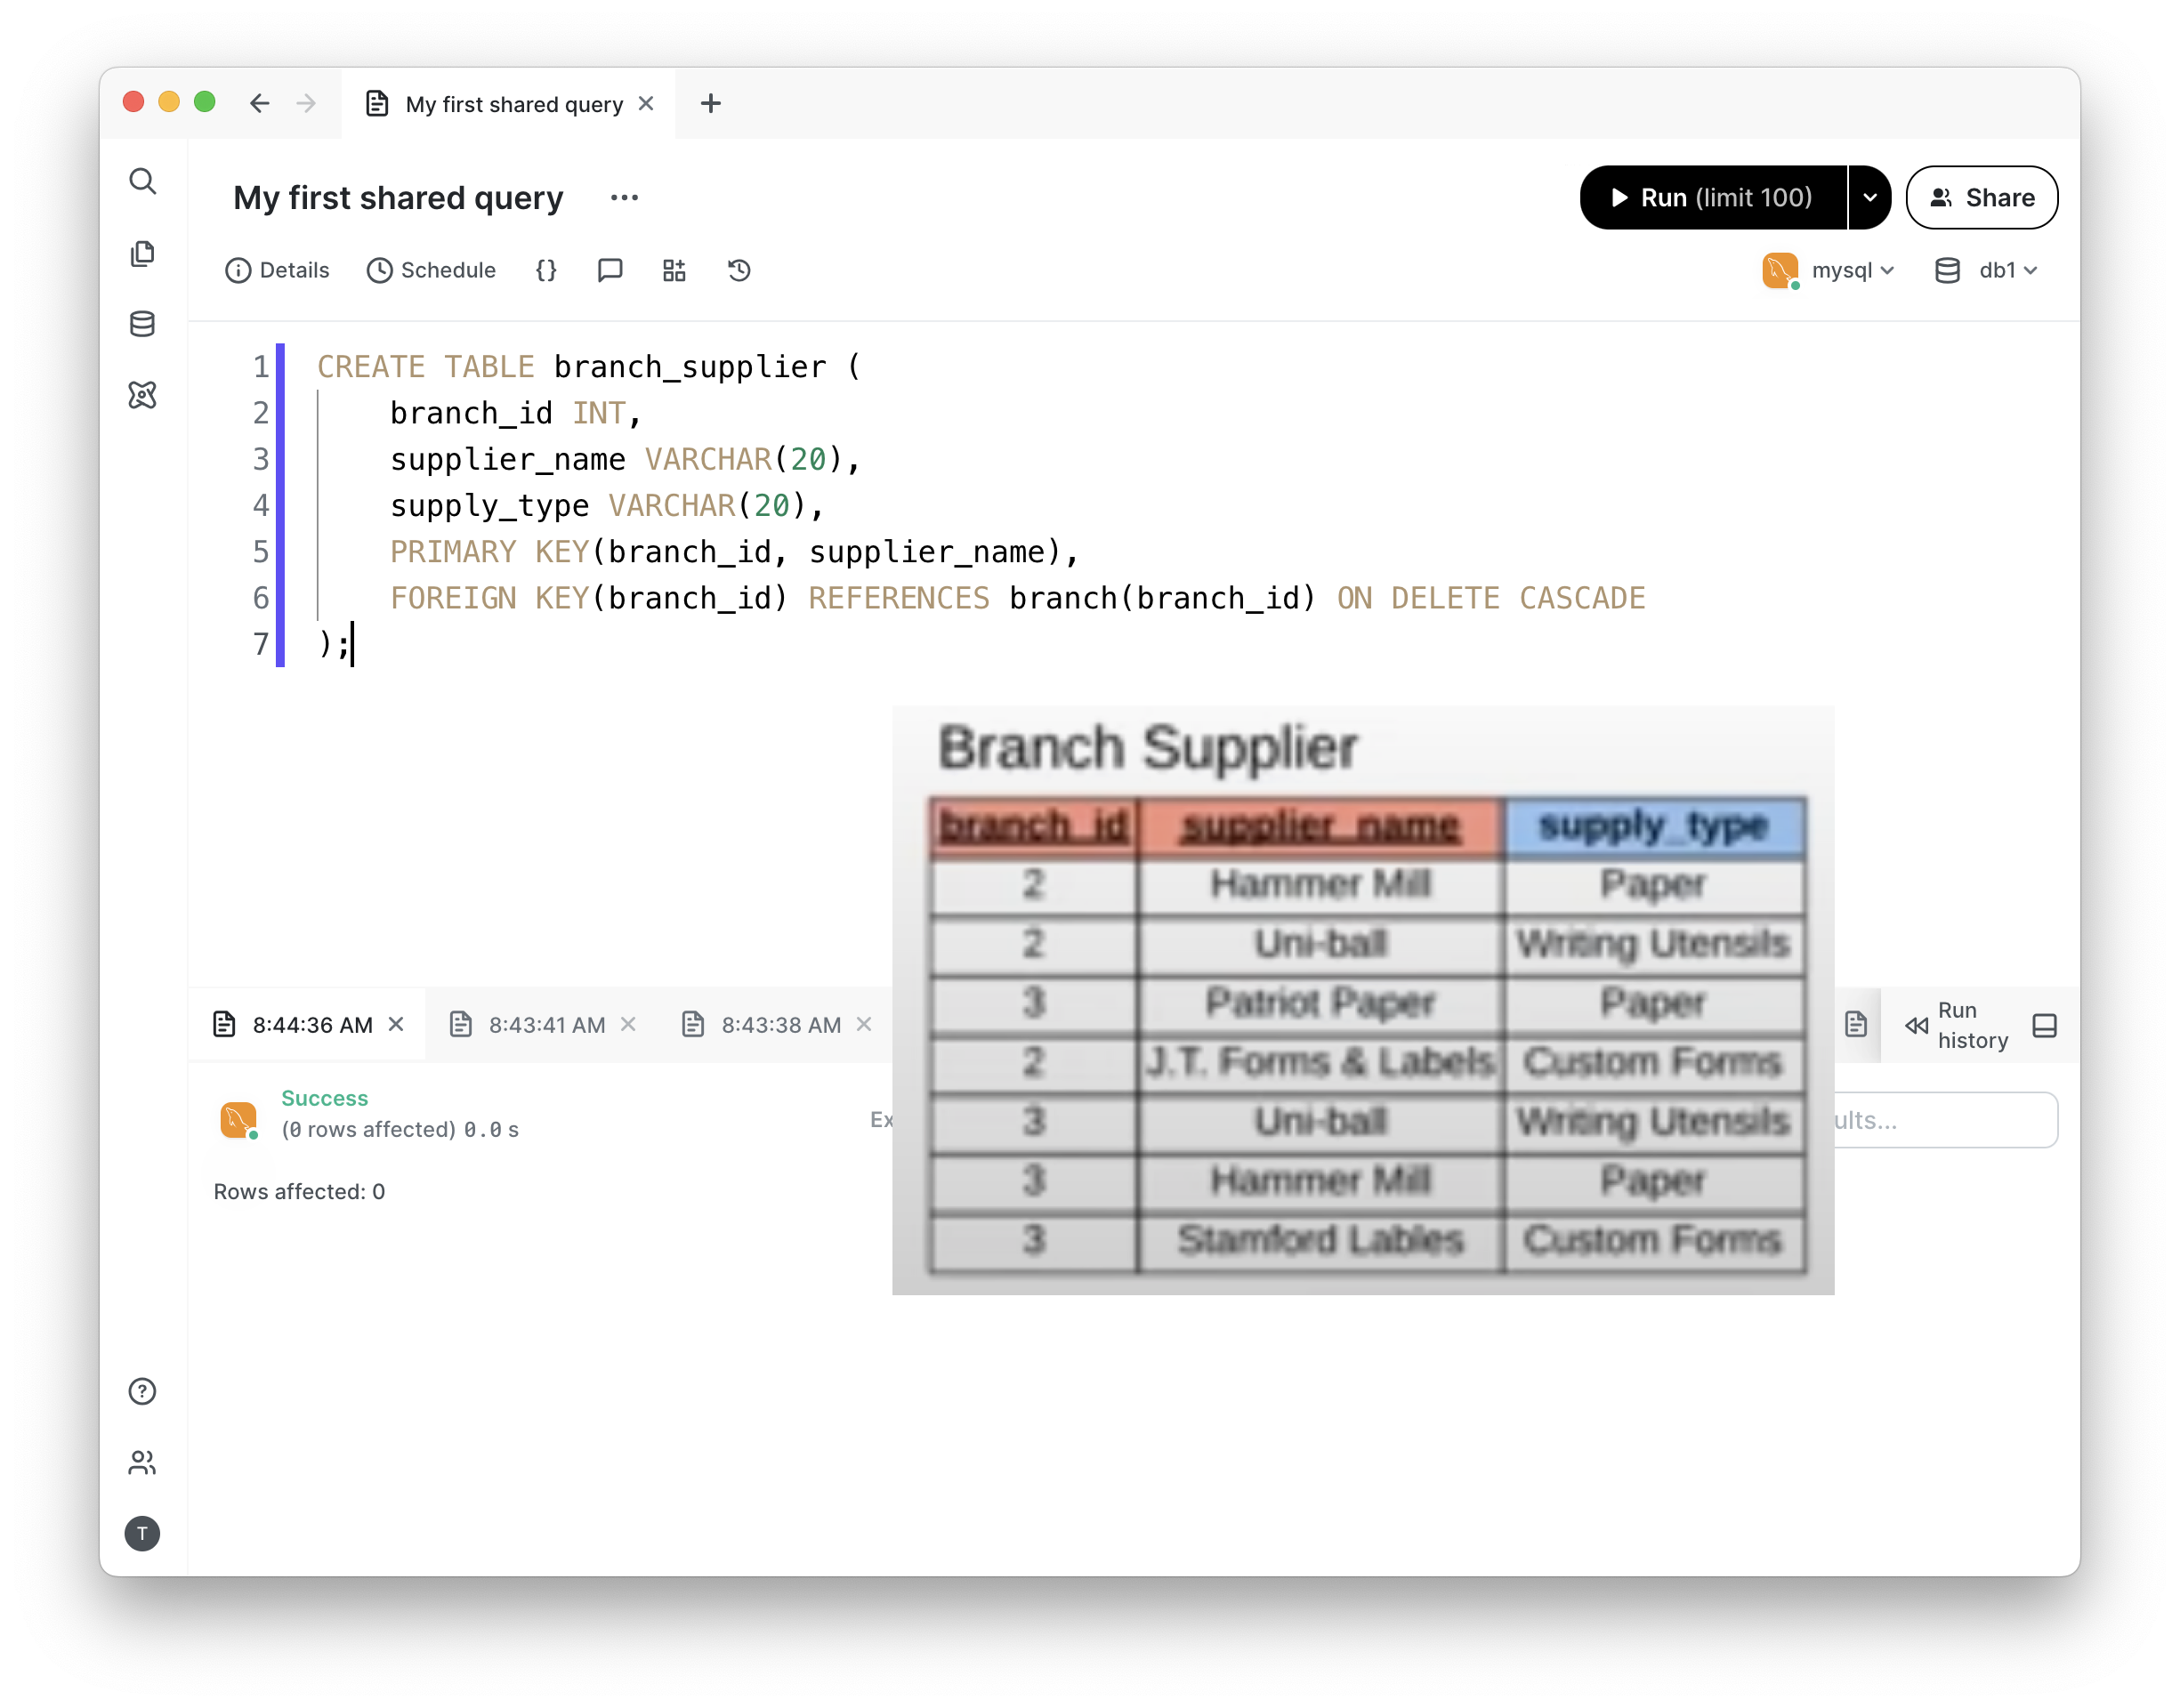 My first shared query
My first shared query ...
Run (limit 100)
Share
Details
Schedule
{}
mysql
db1
1 CREATE TABLE branch_supplier (
2 branch_id INT,
3 supplier_name VARCHAR(20),
4 supply_type VARCHAR(20),
5 PRIMARY KEY(branch_id, supplier_name),
6 FOREIGN KEY(branch_id) REFERENCES branch(branch_id) ON DELETE CASCADE
7 );
Branch Supplier
branch_id supplier_name supply_type
2 Hammer Mill Paper
2 Uni-ball Writing Utensils
3 Patriot Paper Paper
2 J.T. Forms & Labels Custom Forms
3 Uni-ball Writing Utensils
3 Hammer Mill Paper
3 Stamford Lables Custom Forms
8:44:36 AM
8:43:41 AM
8:43:38 AM
Run
history
Success
(0 rows affected) 0.0 s
Ex
ults...
Rows affected: 0
T